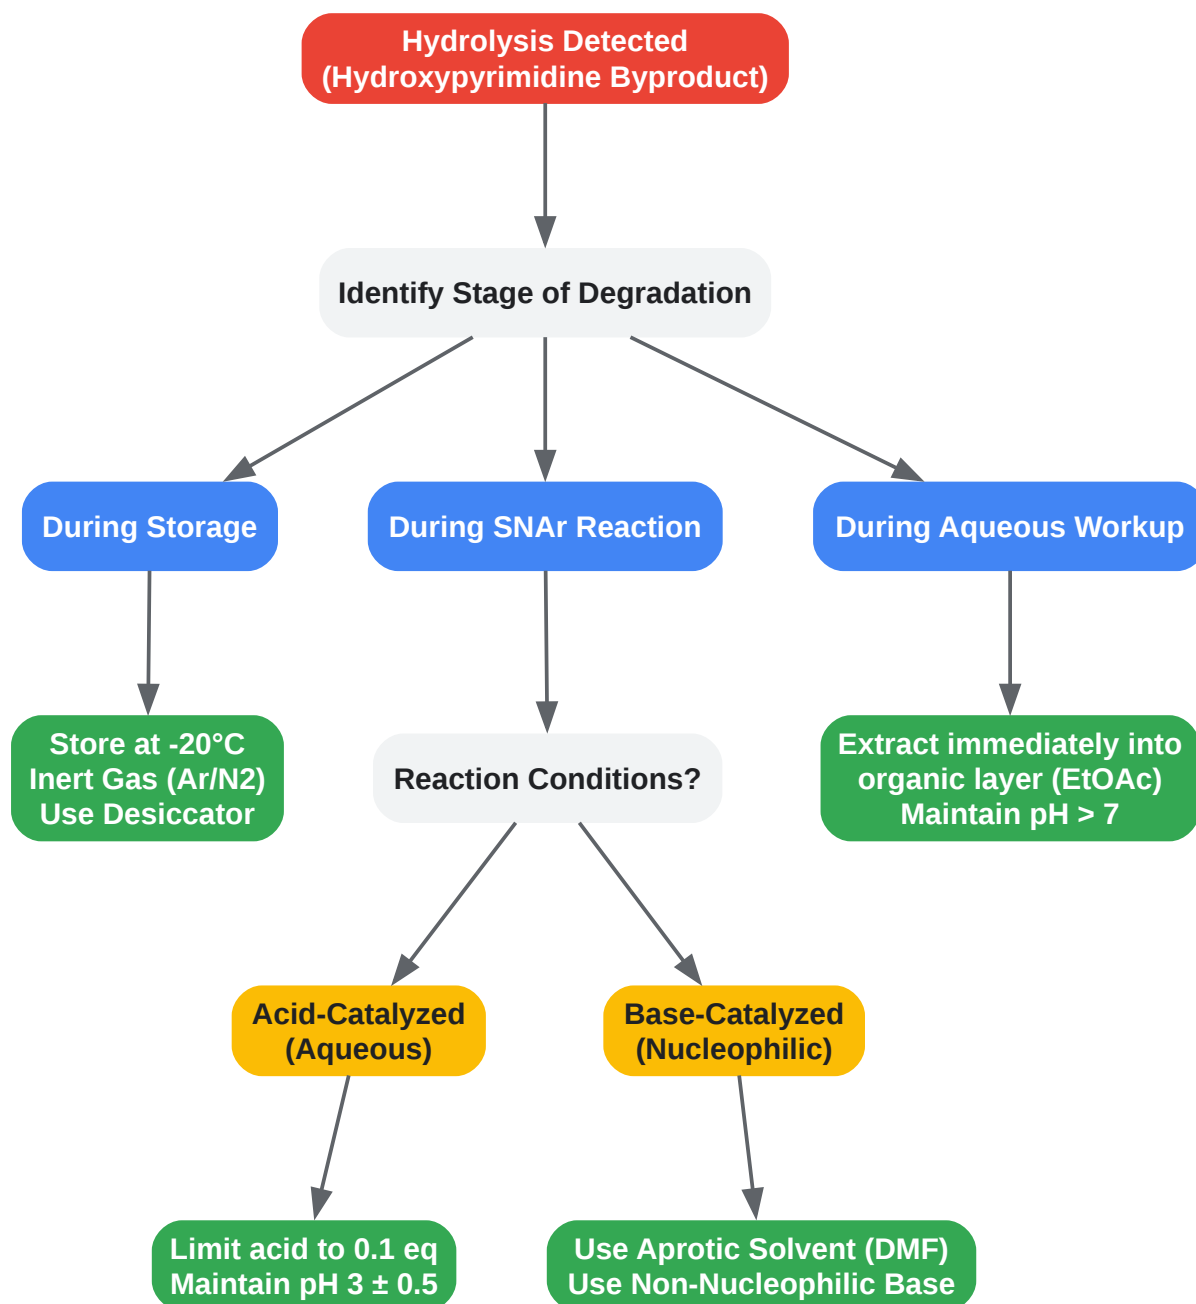 Hydrolysis Detected
(Hydroxypyrimidine Byproduct)
Identify Stage of Degradation
During Storage
During SNAr Reaction
During Aqueous Workup
Store at -20°C
Inert Gas (Ar/N2)
Use Desiccator
Reaction Conditions?
Extract immediately into
organic layer (EtOAc)
Maintain pH > 7
Acid-Catalyzed
(Aqueous)
Base-Catalyzed
(Nucleophilic)
Limit acid to 0.1 eq
Maintain pH 3 ± 0.5
Use Aprotic Solvent (DMF)
Use Non-Nucleophilic Base